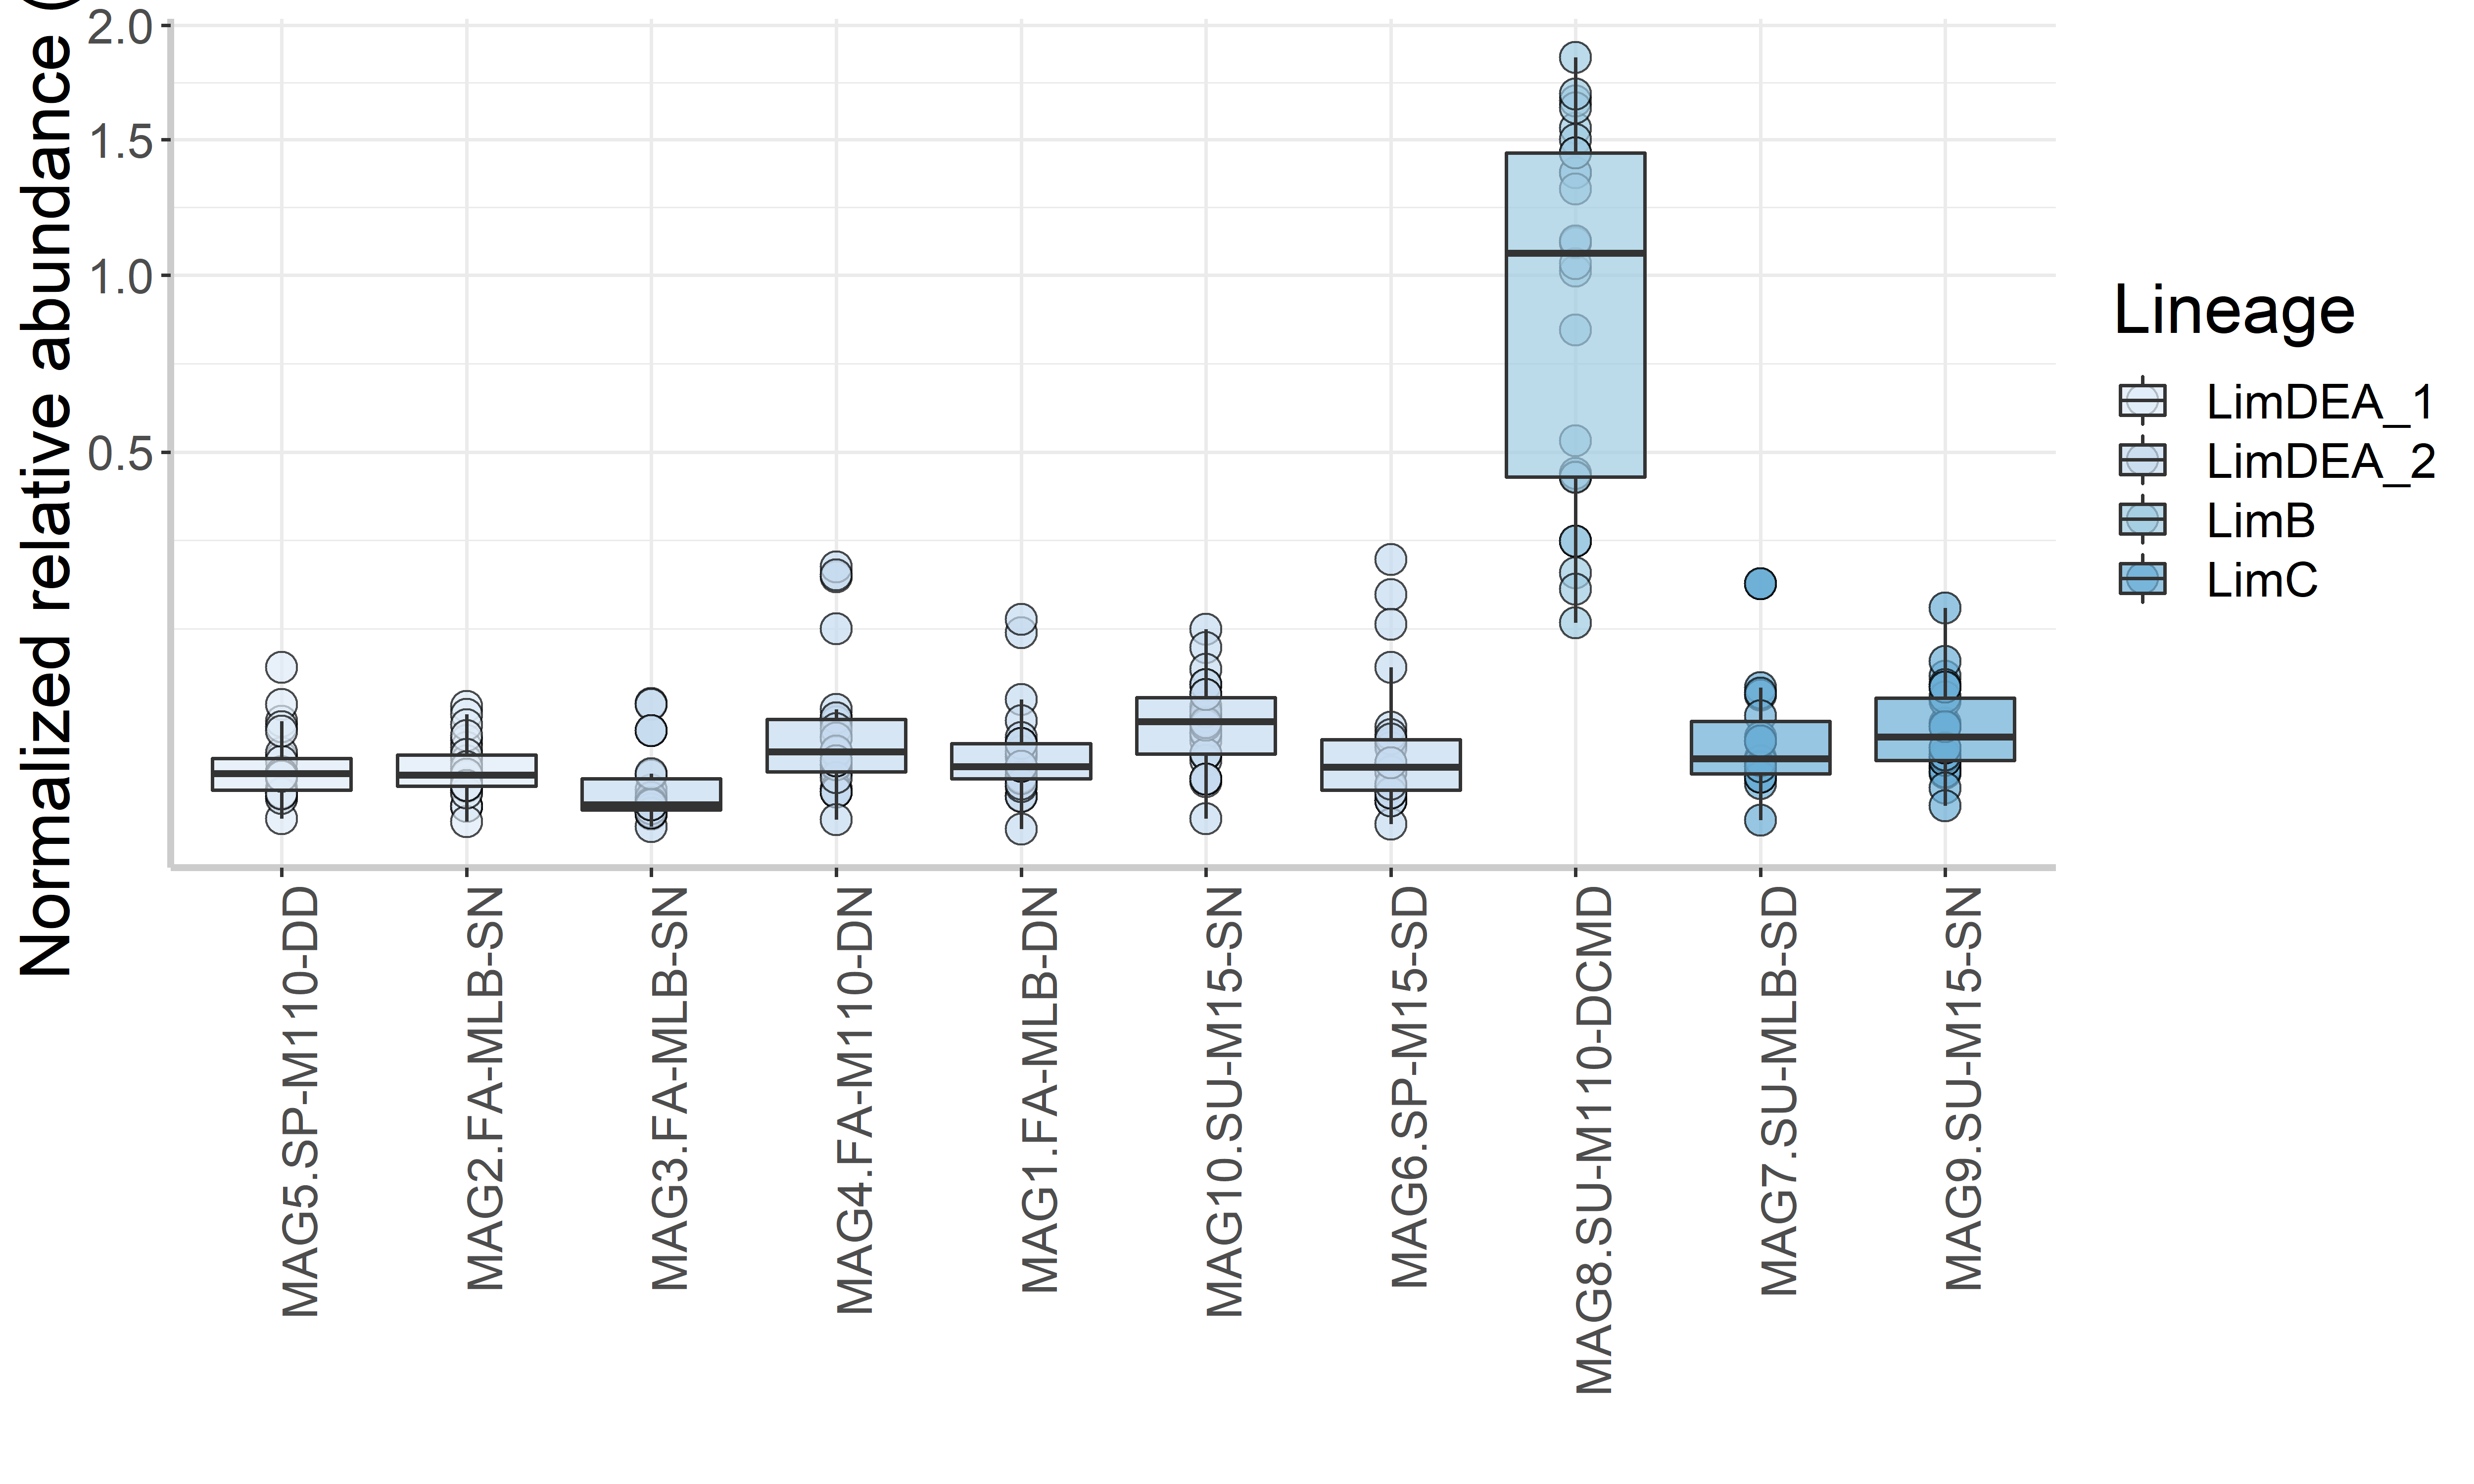 Normalized relative abundance (
2.0
1.5
1.0
0.5
MAG5.SP-M110-DD
MAG2.FA-MLB-SN
MAG3.FA-MLB-SN
MAG4.FA-M110-DN
MAG1.FA-MLB-DN
MAG10.SU-M15-SN
MAG6.SP-M15-SD
MAG8.SU-M110-DCMD
MAG7.SU-MLB-SD
MAG9.SU-M15-SN
Lineage
LimDEA_1
LimDEA_2
LimB
LimC